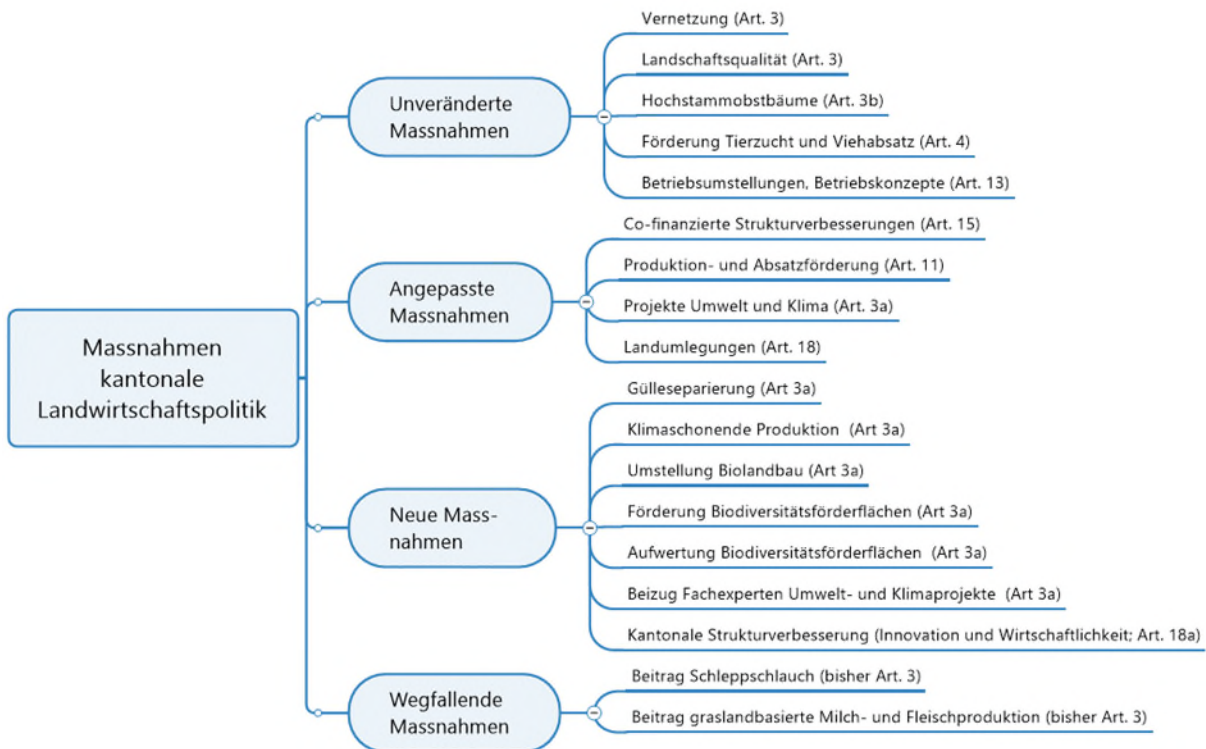 Massnahmen
kantonale
Landwirtschaftspolitik
Unveränderte
Massnahmen
Vernetzung (Art. 3)
Landschaftsqualität (Art. 3)
Hochstammobstbäume (Art. 3b)
Förderung Tierzucht und Viehabsatz (Art. 4)
Betriebsumstellungen, Betriebskonzepte (Art. 13)
Angepasste
Massnahmen
Co-finanzierte Strukturverbesserungen (Art. 15)
Produktion- und Absatzförderung (Art. 11)
Projekte Umwelt und Klima (Art. 3a)
Landumlegungen (Art. 18)
Neue Mass-
nahmen
Gülleseparierung (Art 3a)
Klimaschonende Produktion (Art 3a)
Umstellung Biolandbau (Art 3a)
Förderung Biodiversitätsförderflächen (Art 3a)
Aufwertung Biodiversitätsförderflächen (Art 3a)
Beizug Fachexperten Umwelt- und Klimaprojekte (Art 3a)
Kantonale Strukturverbesserung (Innovation und Wirtschaftlichkeit; Art. 18a)
Wegfallende
Massnahmen
Beitrag Schleppschlauch (bisher Art. 3)
Beitrag graslandbasierte Milch- und Fleischproduktion (bisher Art. 3)